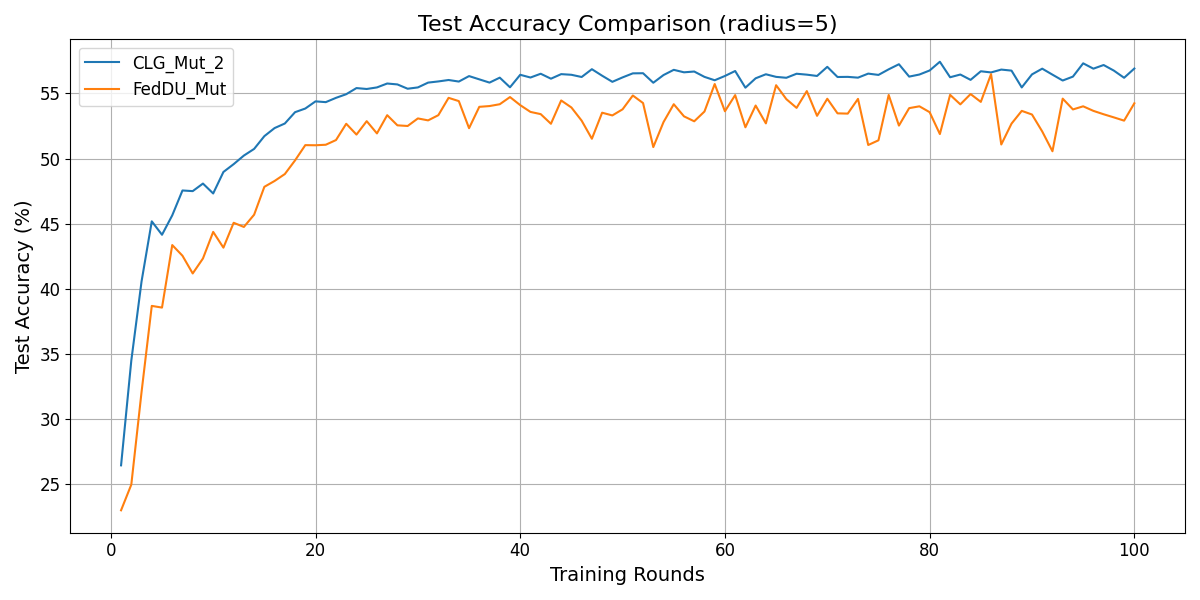 Test Accuracy Comparison (radius=5)
CLG_Mut_2
FedDU_Mut
Test Accuracy (%)
55
50
45
40
35
30
25
0 20 40 60 80 100
Training Rounds